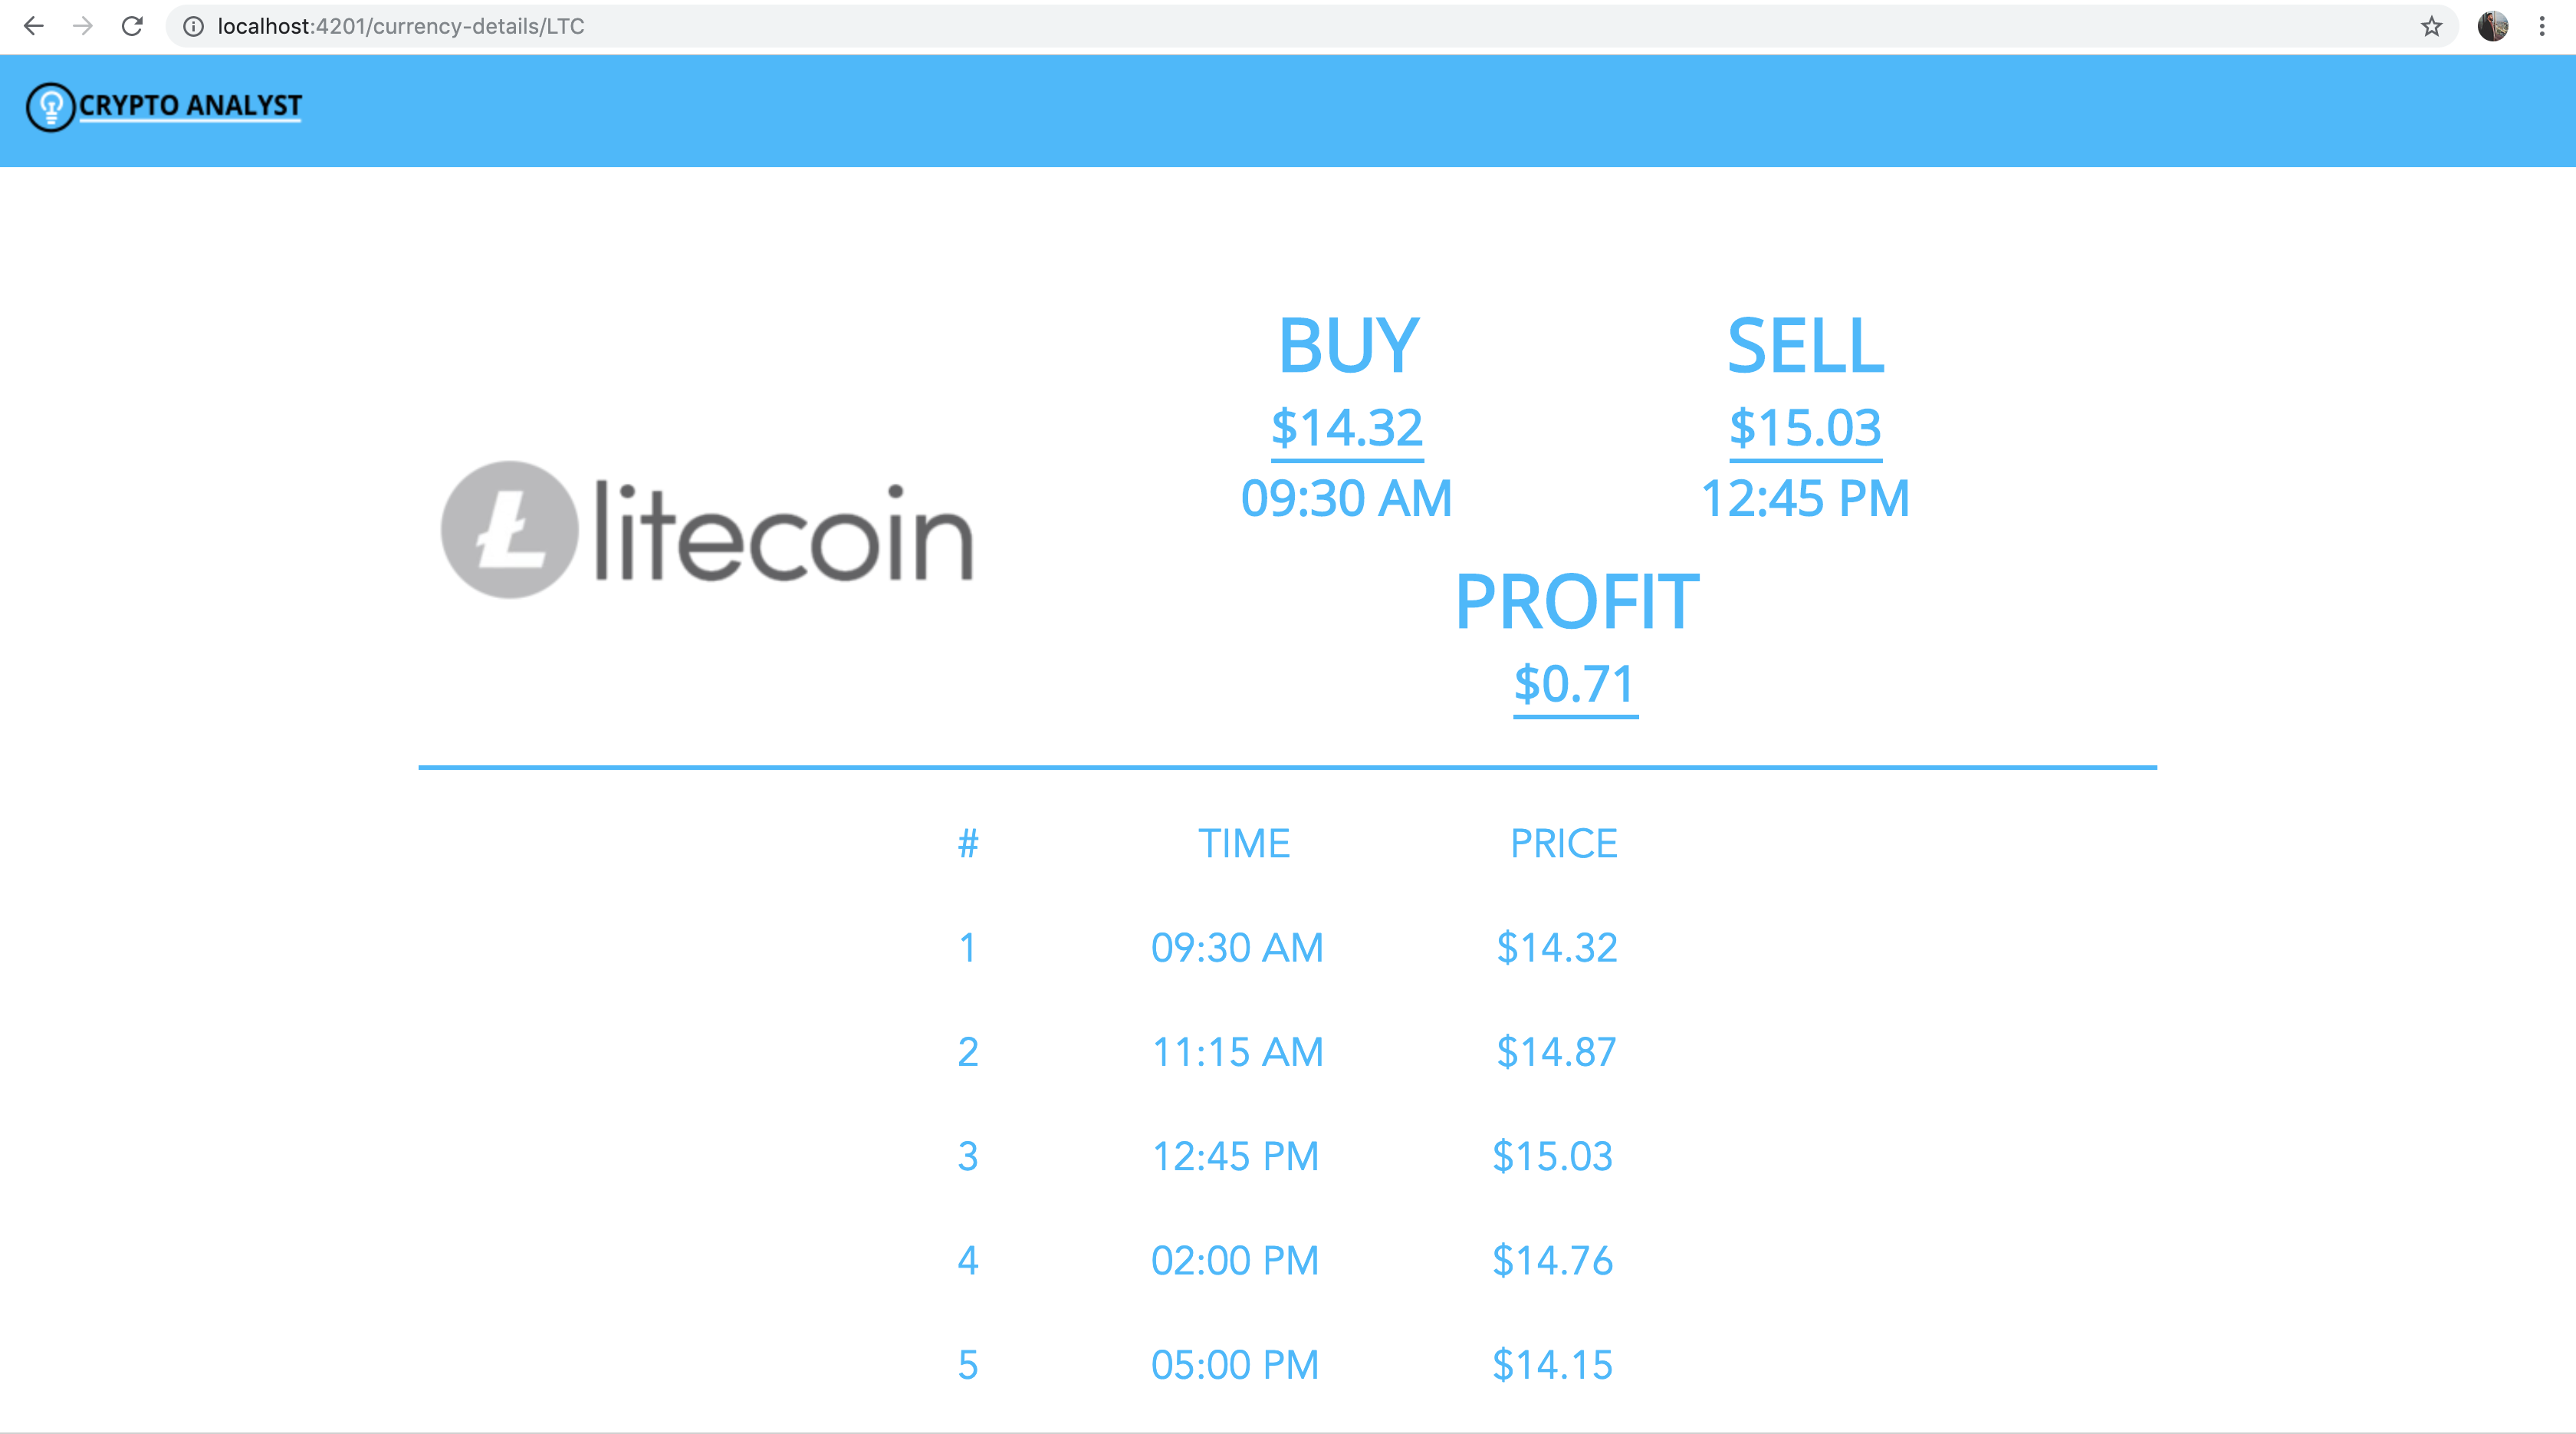 localhost:4201/currency-details/LTC
CRYPTO ANALYST
litecoin
BUY SELL
$14.32 $15.03
09:30 AM 12:45 PM
PROFIT
$0.71
# TIME PRICE
1 09:30 AM $14.32
2 11:15 AM $14.87
3 12:45 PM $15.03
4 02:00 PM $14.76
5 05:00 PM $14.15